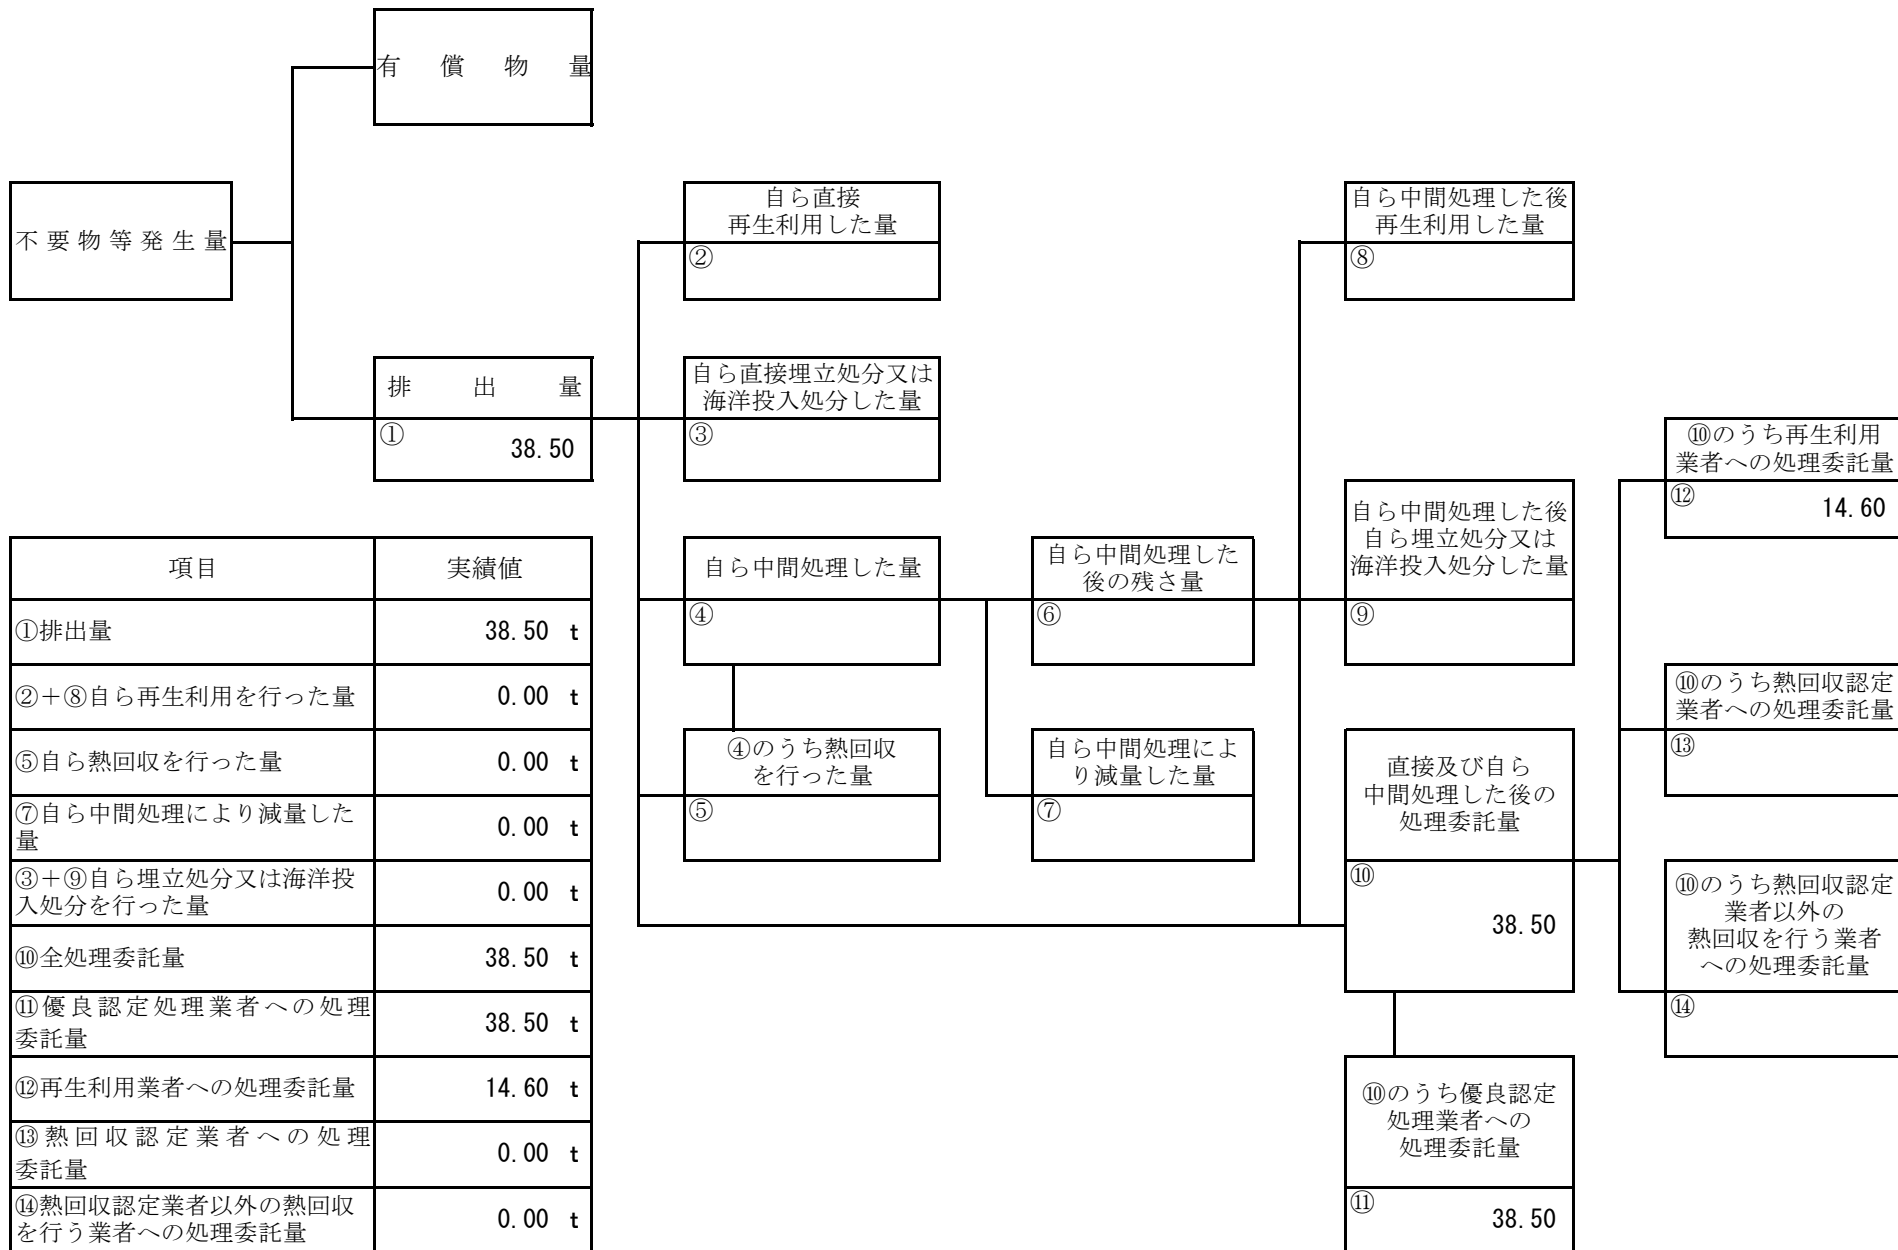 有償物量
不要物等発生量
自ら直接
再生利用した量
②
自ら中間処理した後
再生利用した量
⑧
排出量
①
38.50
自ら直接埋立処分又は
海洋投入処分した量
③
⑩のうち再生利用
業者への処理委託量
⑫
14.60
自ら中間処理した量
④
自ら中間処理した
後の残さ量
⑥
自ら中間処理した後
自ら埋立処分又は
海洋投入処分した量
⑨
⑩のうち熱回収認定
業者への処理委託量
⑬
④のうち熱回収
を行った量
⑤
自ら中間処理によ
り減量した量
⑦
直接及び自ら
中間処理した後の
処理委託量
⑩
38.50
⑩のうち熱回収認定
業者以外の
熱回収を行う業者
への処理委託量
⑭
⑩のうち優良認定
処理業者への
処理委託量
⑪
38.50
項目 実績値
①排出量 38.50 t
②＋⑧自ら再生利用を行った量 0.00 t
⑤自ら熱回収を行った量 0.00 t
⑦自ら中間処理により減量した
量 0.00 t
③＋⑨自ら埋立処分又は海洋投
入処分を行った量 0.00 t
⑩全処理委託量 38.50 t
⑪優良認定処理業者への処理
委託量 38.50 t
⑫再生利用業者への処理委託量 14.60 t
⑬熱回収認定業者への処理
委託量 0.00 t
⑭熱回収認定業者以外の熱回収
を行う業者への処理委託量 0.00 t